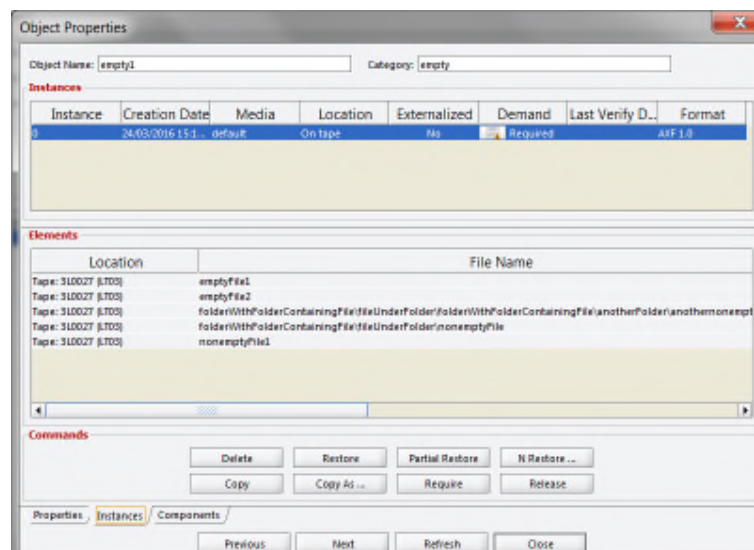 Object Properties
Object Name: empty1 Category: empty
Instances
Instance Creation Date Media Location Externalized Demand Last Verify D... Format
0 24/03/2016 15:1... default On tape No Required AXF 1.0
Elements
Location File Name
Tape: 3L0027 (LTO3) emptyFile1
Tape: 3L0027 (LTO3) emptyFile2
Tape: 3L0027 (LTO3) folderWithFolderContainingFile\fileUnderFolder\folderWithFolderContainingFile\anotherFolder\anothernonempt
Tape: 3L0027 (LTO3) folderWithFolderContainingFile\fileUnderFolder\nonemptyFile
Tape: 3L0027 (LTO3) nonemptyFile1
Commands
Delete Restore Partial Restore N Restore ...
Copy Copy As ... Require Release
Properties Instances Components
Previous Next Refresh Close